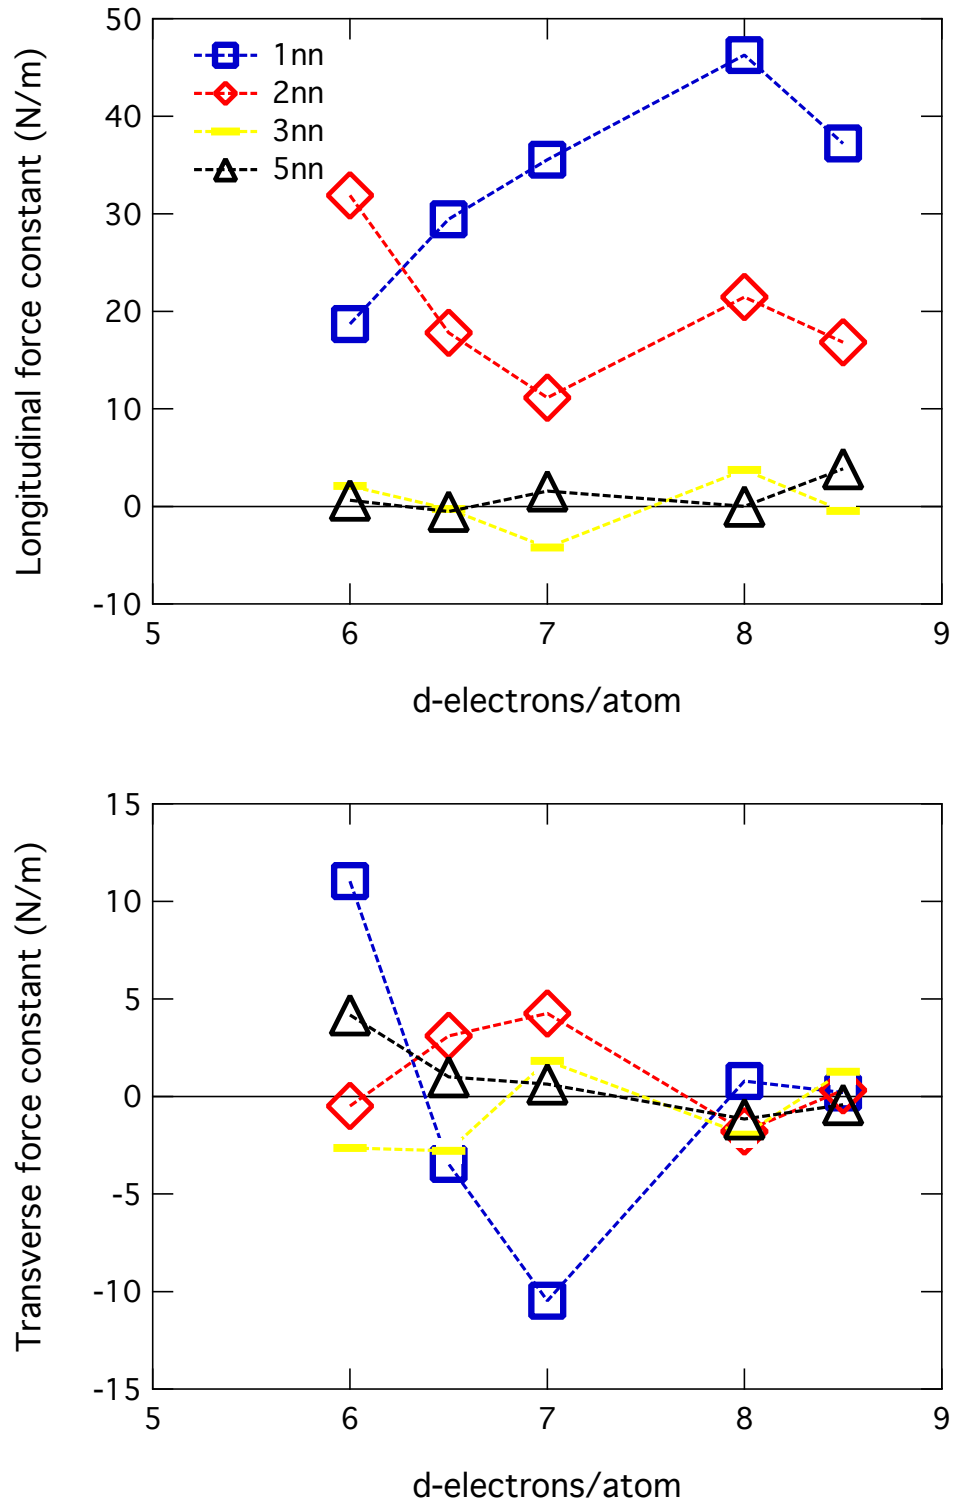 Longitudinal force constant (N/m)
50
40
30
20
10
0
-10
1nn
2nn
3nn
5nn
5 6 7 8 9
d-electrons/atom
Transverse force constant (N/m)
15
10
5
0
-5
-10
-15
5 6 7 8 9
d-electrons/atom